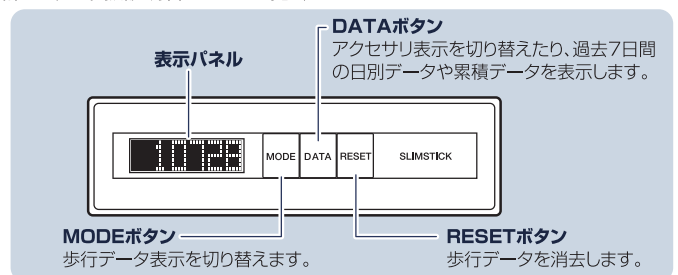 DATAボタン
アクセサリ表示を切り替えたり、過去7日間
の日別データや累積データを表示します。
表示パネル
MODE DATA RESET SLIMSTICK
MODEボタン
歩行データ表示を切り替えます。
RESETボタン
歩行データを消去します。